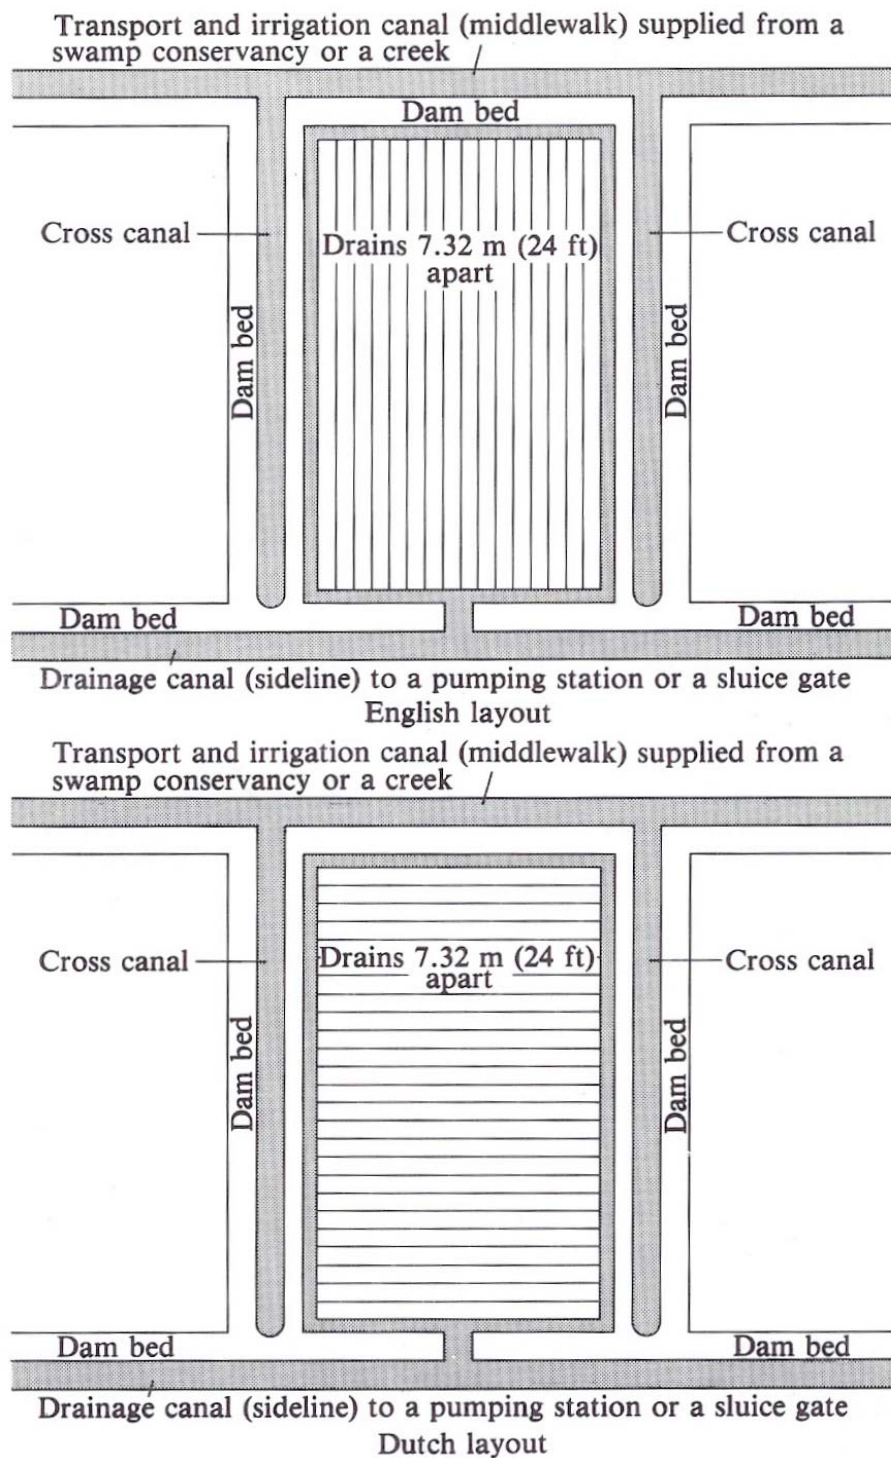 Transport and irrigation canal (middlewalk) supplied from a
swamp conservancy or a creek
Dam bed
Cross canal
Drains 7.32 m (24 ft)
apart
Cross canal
Dam bed
Dam bed
Dam bed
Dam bed
Drainage canal (sideline) to a pumping station or a sluice gate
English layout
Transport and irrigation canal (middlewalk) supplied from a
swamp conservancy or a creek
Cross canal
Drains 7.32 m (24 ft)
apart
Cross canal
Dam bed
Dam bed
Dam bed
Dam bed
Drainage canal (sideline) to a pumping station or a sluice gate
Dutch layout